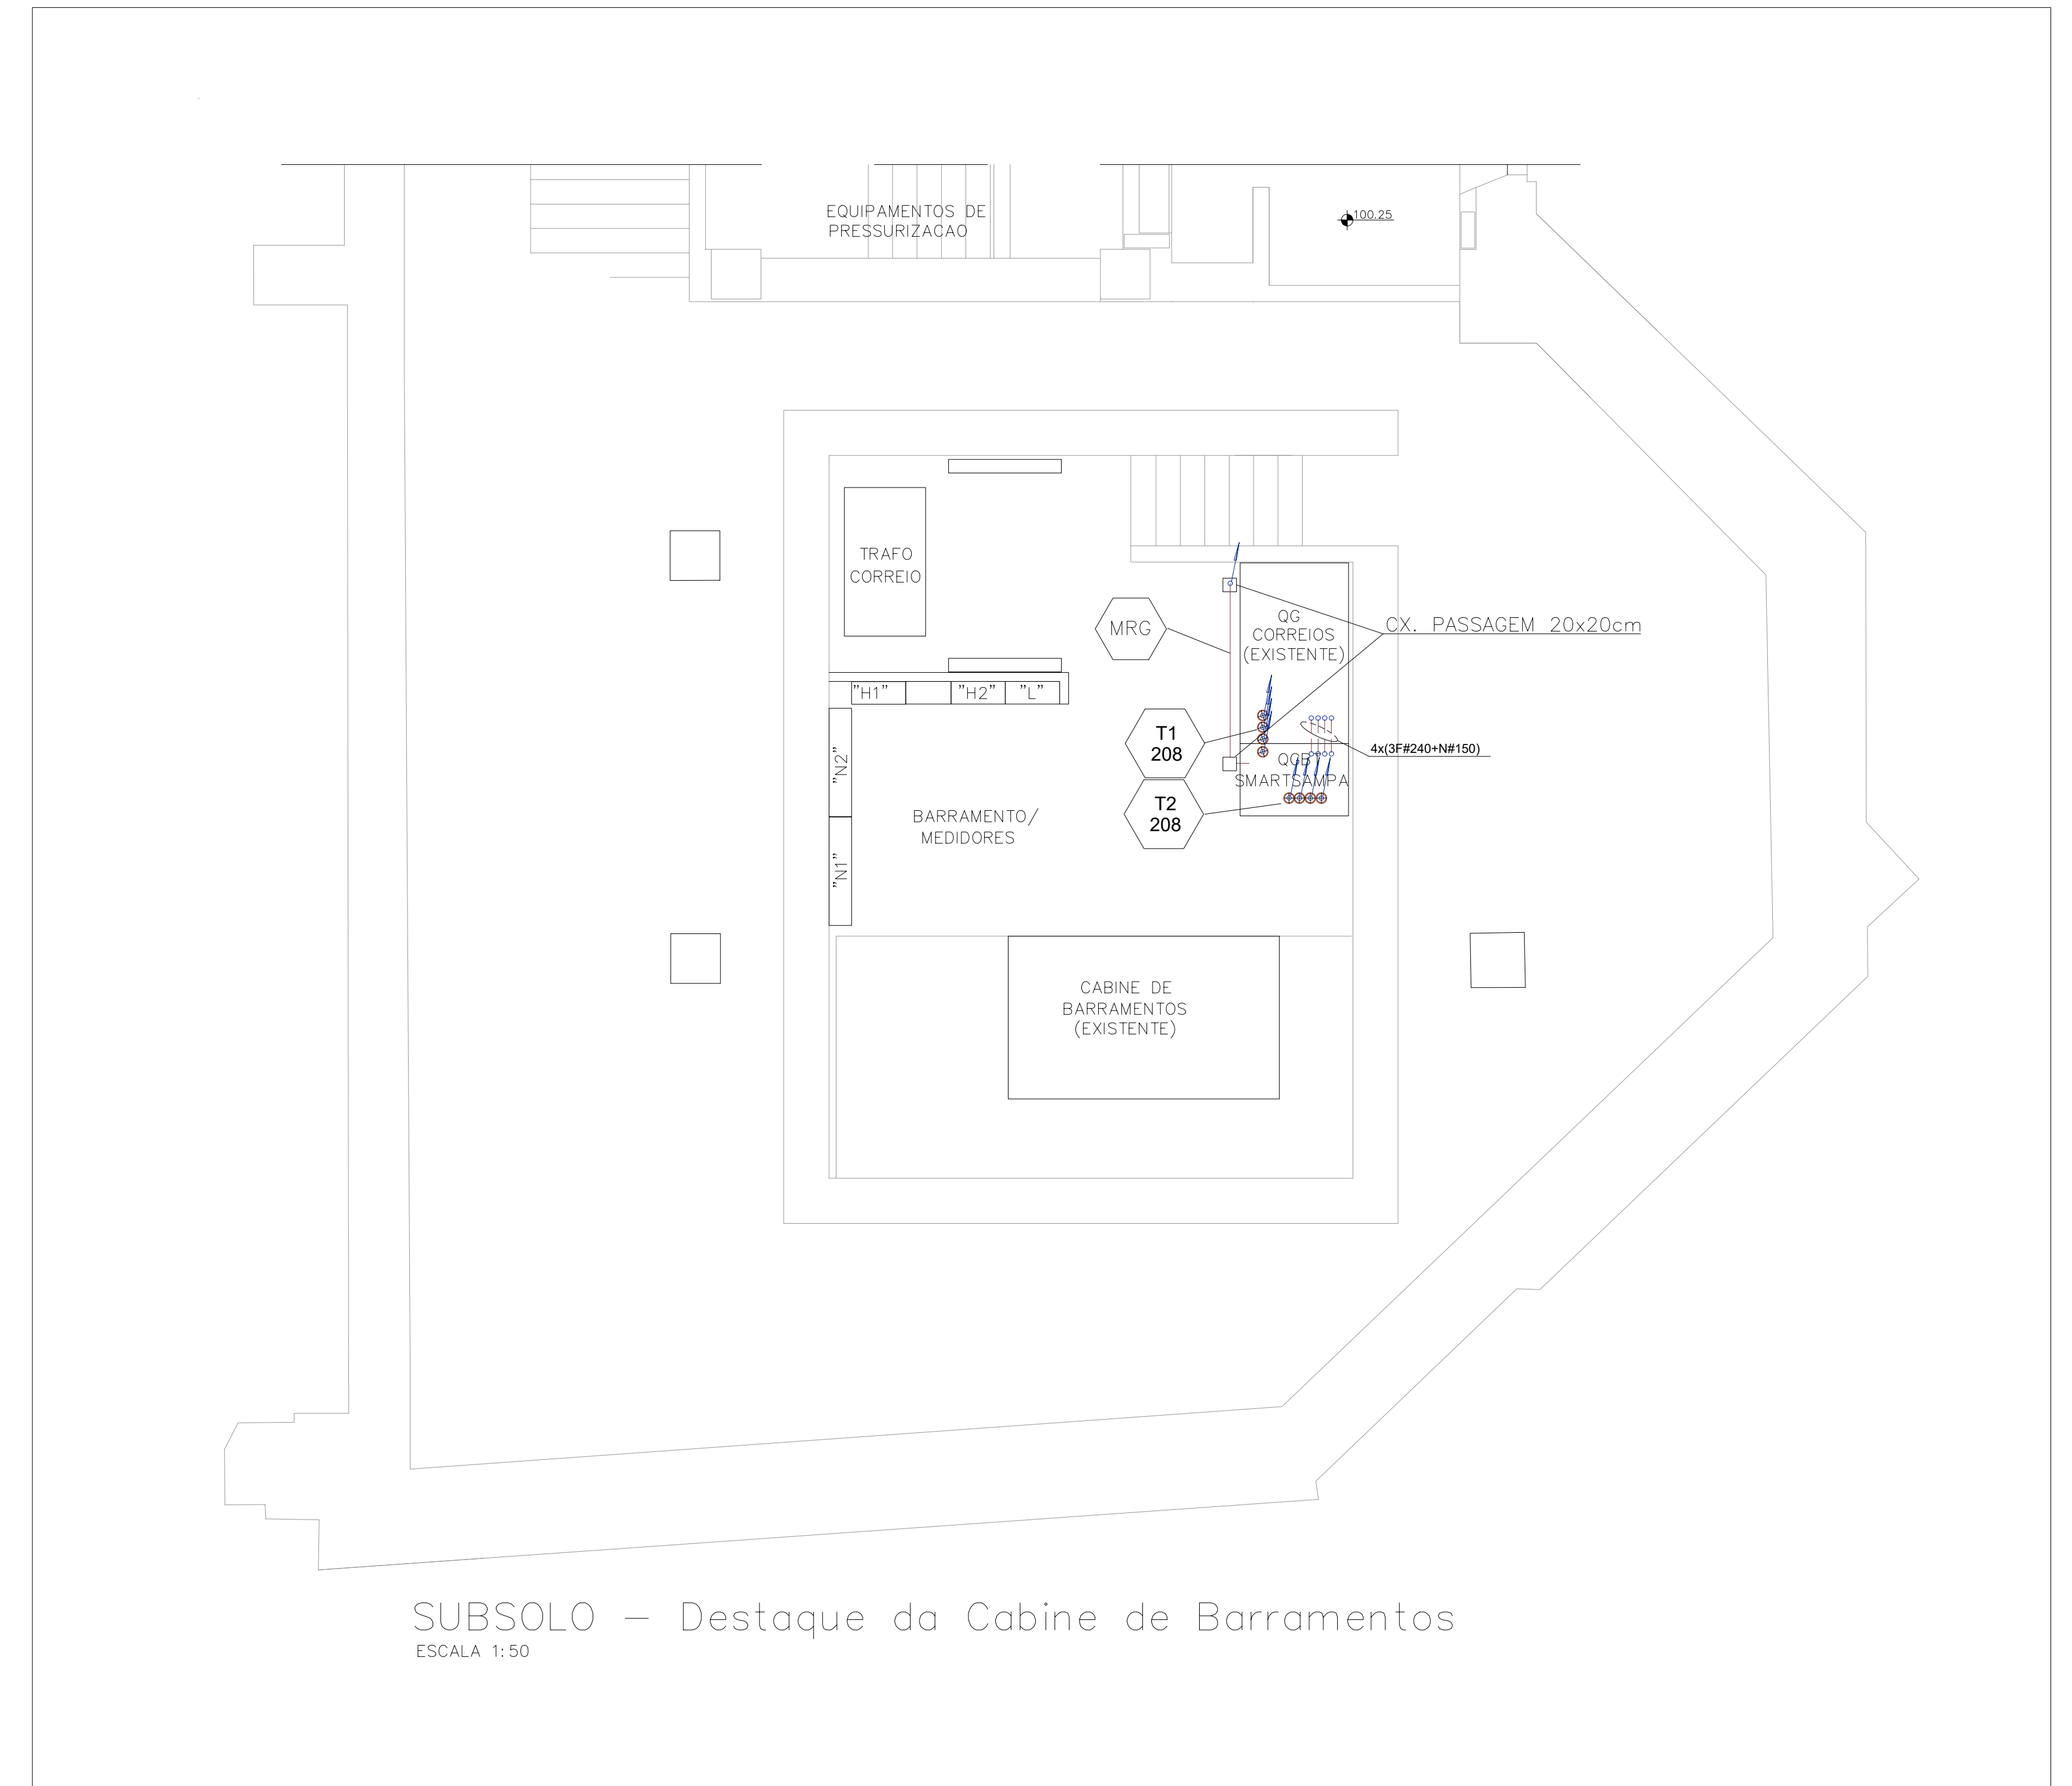 EQUIPAMENTOS DE
PRESSURIZACAO
100.25
TRAFO
CORREIO
MRG
QG
CORREIOS
(EXISTENTE)
CX. PASSAGEM 20x20cm
"H1"
"H2"
"L"
T1
208
4x(3F#240+N#150)
"N2"
QGBT
SMARTSAMPA
T2
208
BARRAMENTO/
MEDIDORES
"N1"
CABINE DE
BARRAMENTOS
(EXISTENTE)
SUBSOLO – Destaque da Cabine de Barramentos
ESCALA 1:50